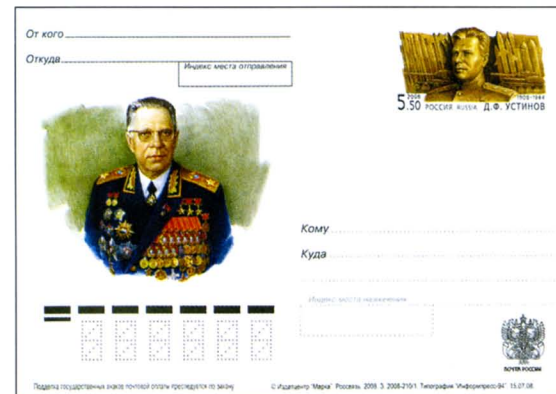 От кого
Откуда
Индекс места отправления
2008
1908-1984
5.50 РОССИЯ RUSSIA Д.Ф. УСТИНОВ
Кому
Куда
Индекс места назначения
ПОЧТА РОССИИ
Подделка государственных знаков почтовой оплаты преследуется по закону
© Издатцентр "Марка". Россвязь. 2008. З. 2008-210/1. Типография "Информпресс-94". 15.07.08.